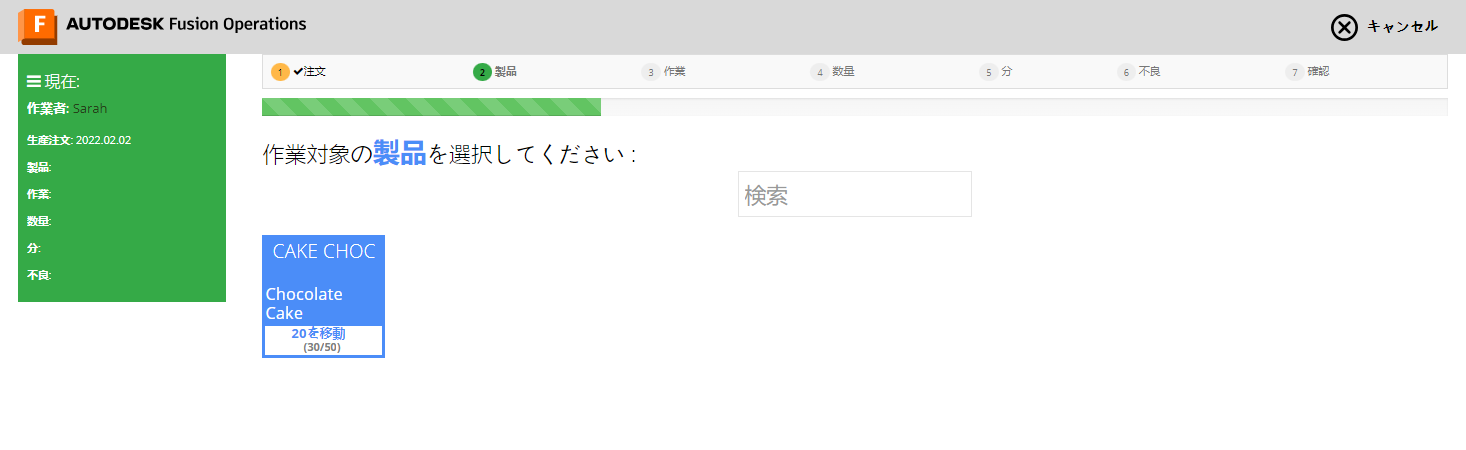 AUTODESK Fusion Operations
キャンセル
現在:
作業者: Sarah
生産注文: 2022.02.02
製品:
作業:
数量:
分:
不良:
1 注文 2 製品 3 作業 4 数量 5 分 6 不良 7 確認
作業対象の製品を選択してください :
検索
CAKE CHOC
Chocolate
Cake
20を移動
(30/50)